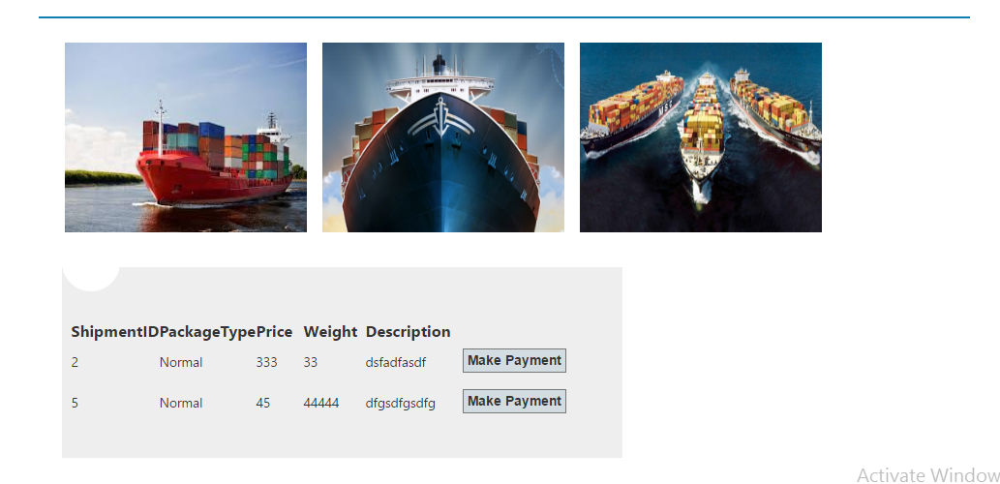 MSC
ShipmentID PackageType Price Weight Description
2 Normal 333 33 dsfadfasdf Make Payment
5 Normal 45 44444 dfgsdfgsdfg Make Payment
Activate Window